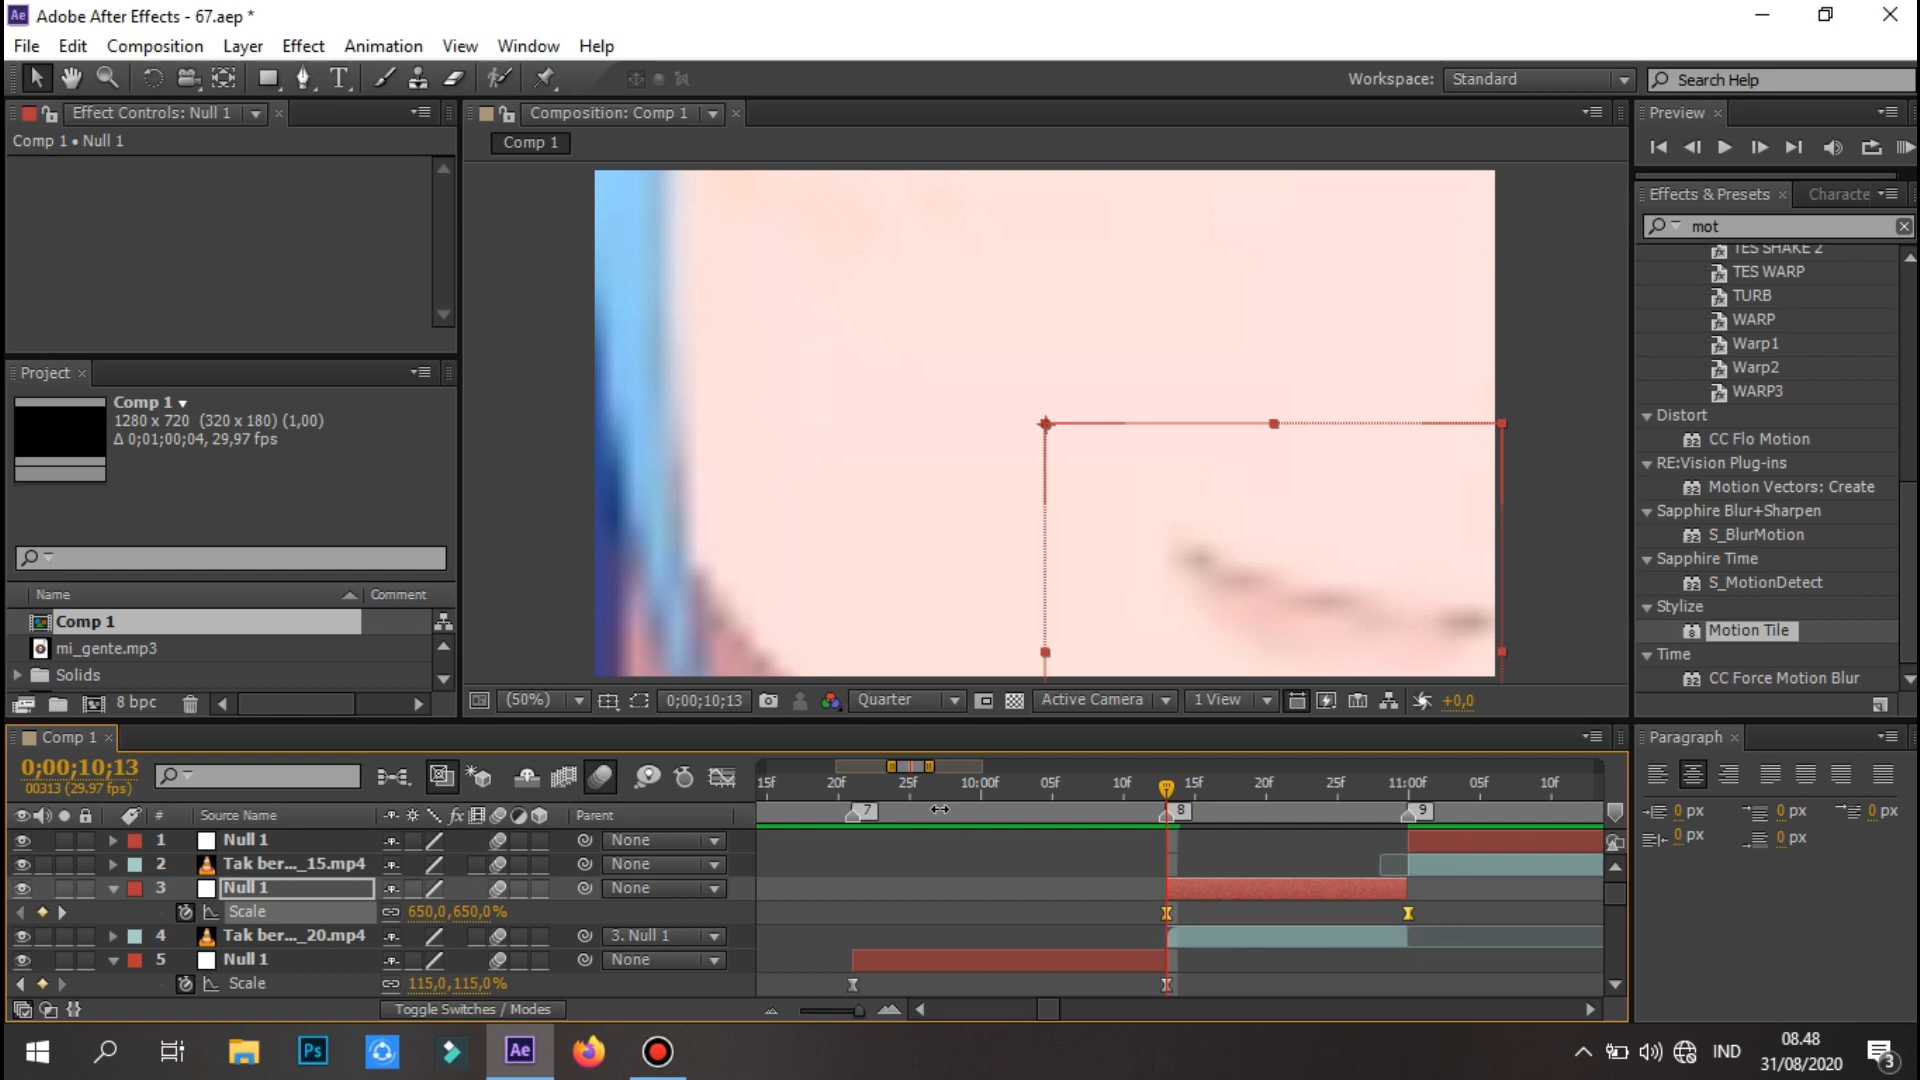 Ae Adobe After Effects - 67.aep *
File Edit Composition Layer Effect Animation View Window Help
T Workspace: Standard Search Help
Effect Controls: Null 1
Comp 1 • Null 1
Composition: Comp 1
Comp 1
Preview
Effects & Presets Characte
mot
TES SHAKE 2
TES WARP
TURB
WARP
Warp1
Warp2
WARP3
Distort
CC Flo Motion
RE:Vision Plug-ins
Motion Vectors: Create
Sapphire Blur+Sharpen
S_BlurMotion
Sapphire Time
S_MotionDetect
Stylize
Motion Tile
Time
CC Force Motion Blur
Project
Comp 1
1280 x 720 (320 x 180) (1,00)
Δ 0;01;00;04, 29,97 fps
Name Comment
Comp 1
mi_gente.mp3
Solids
8 bpc
(50%) 0;00;10;13 Quarter Active Camera 1 View +0,0
Comp 1
0;00;10;13
00313 (29.97 fps)
15f 20f 25f 10:00f 05f 10f 15f 20f 25f 11:00f 05f 10f
7 8 9
# Source Name fx Parent
1 Null 1 None
2 Tak ber..._15.mp4 None
3 Null 1 None
Scale 650,0,650,0%
4 Tak ber..._20.mp4 3. Null 1
5 Null 1 None
Scale 115,0,115,0%
Toggle Switches / Modes
Paragraph
0 px 0 px 0 px
0 px 0 px
Ps Ae IND
08.48
31/08/2020
3